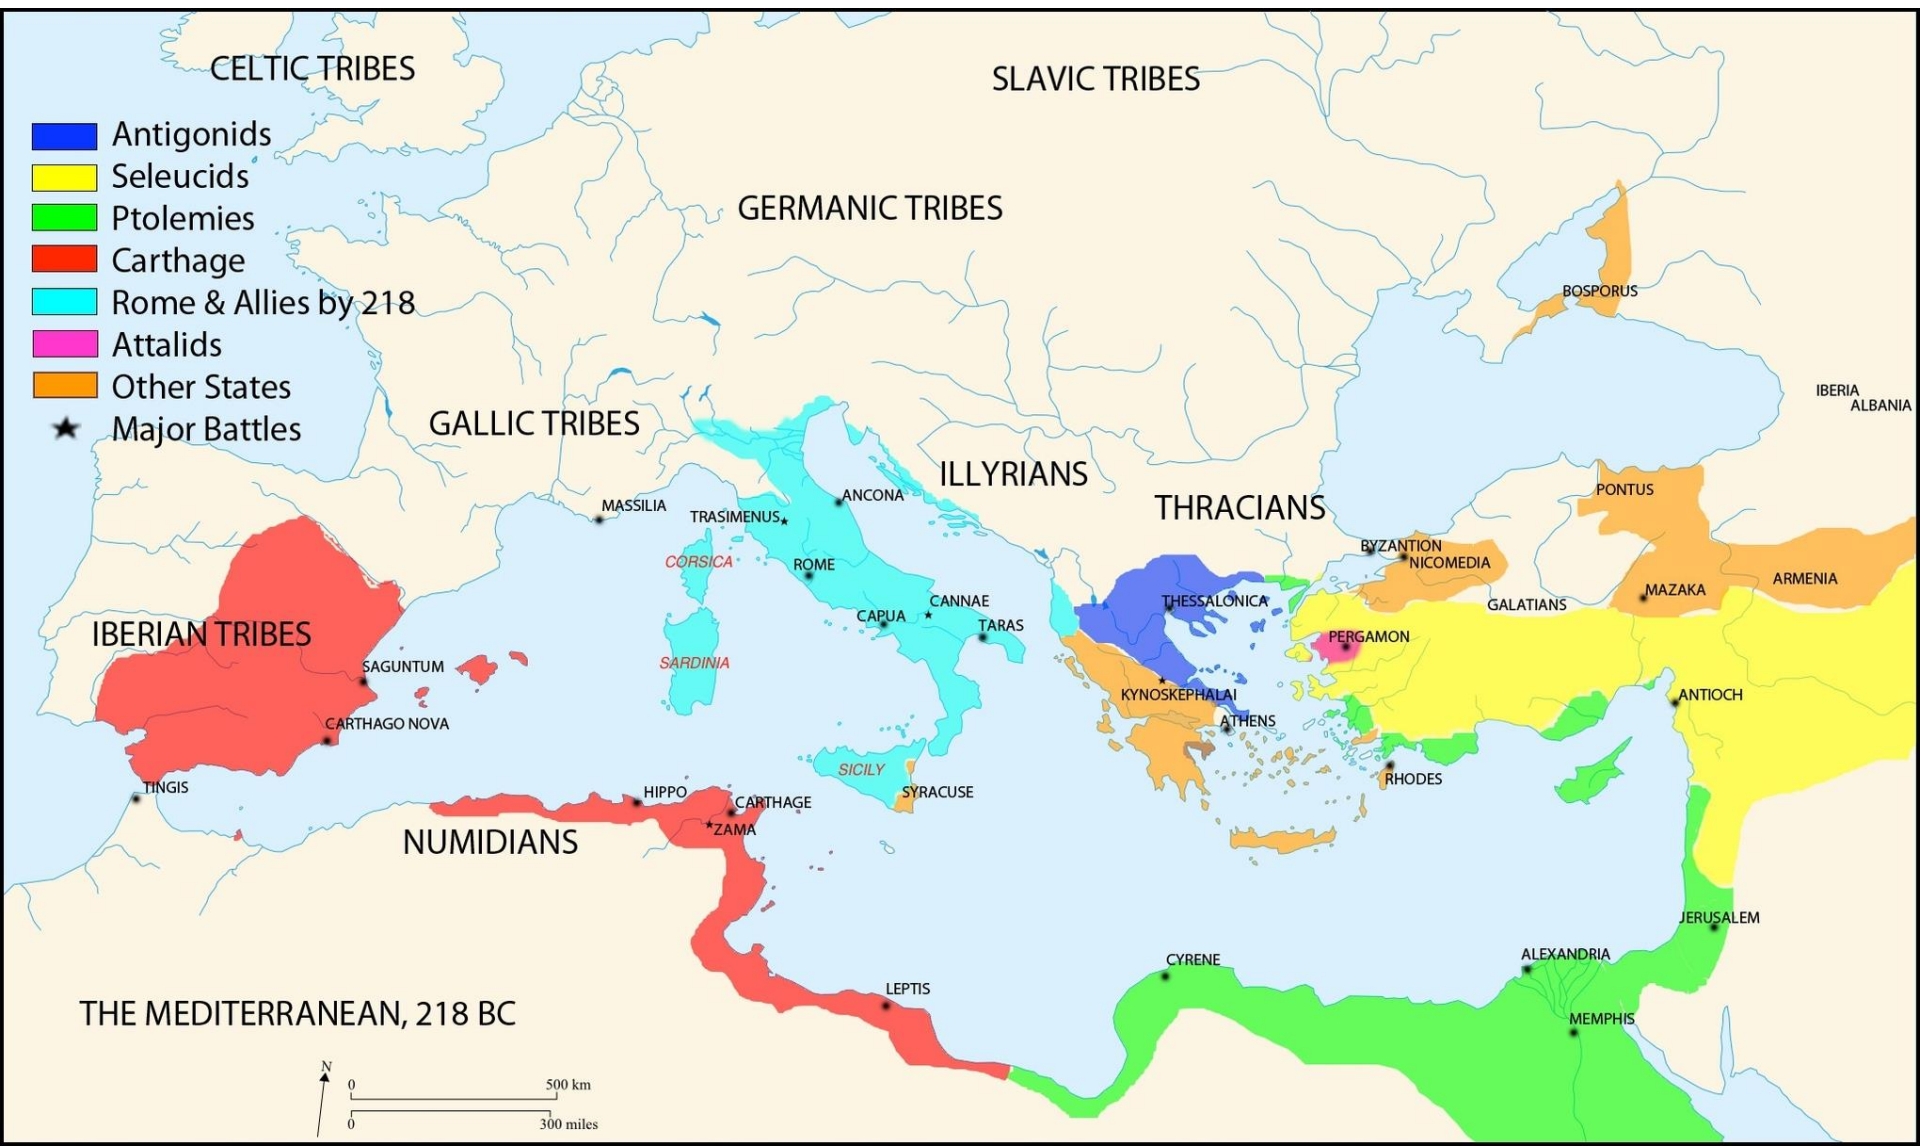 CELTIC TRIBES
SLAVIC TRIBES
Antigonids
Seleucids
Ptolemies
Carthage
Rome & Allies by 218
Attalids
Other States
Major Battles
GERMANIC TRIBES
BOSPORUS
IBERIA
ALBANIA
GALLIC TRIBES
ILLYRIANS
THRACIANS
PONTUS
ANCONA
MASSILIA
TRASIMENUS
BYZANTION
NICOMEDIA
CORSICA
ROME
ARMENIA
MAZAKA
CANNAE
THESSALONICA
GALATIANS
CAPUA
TARAS
IBERIAN TRIBES
PERGAMON
SAGUNTUM
SARDINIA
KYNOSKEPHALAI
ANTIOCH
CARTHAGO NOVA
ATHENS
SICILY
RHODES
TINGIS
HIPPO
SYRACUSE
CARTHAGE
ZAMA
NUMIDIANS
JERUSALEM
CYRENE
ALEXANDRIA
LEPTIS
THE MEDITERRANEAN, 218 BC
MEMPHIS
N
0 500 km
0 300 miles